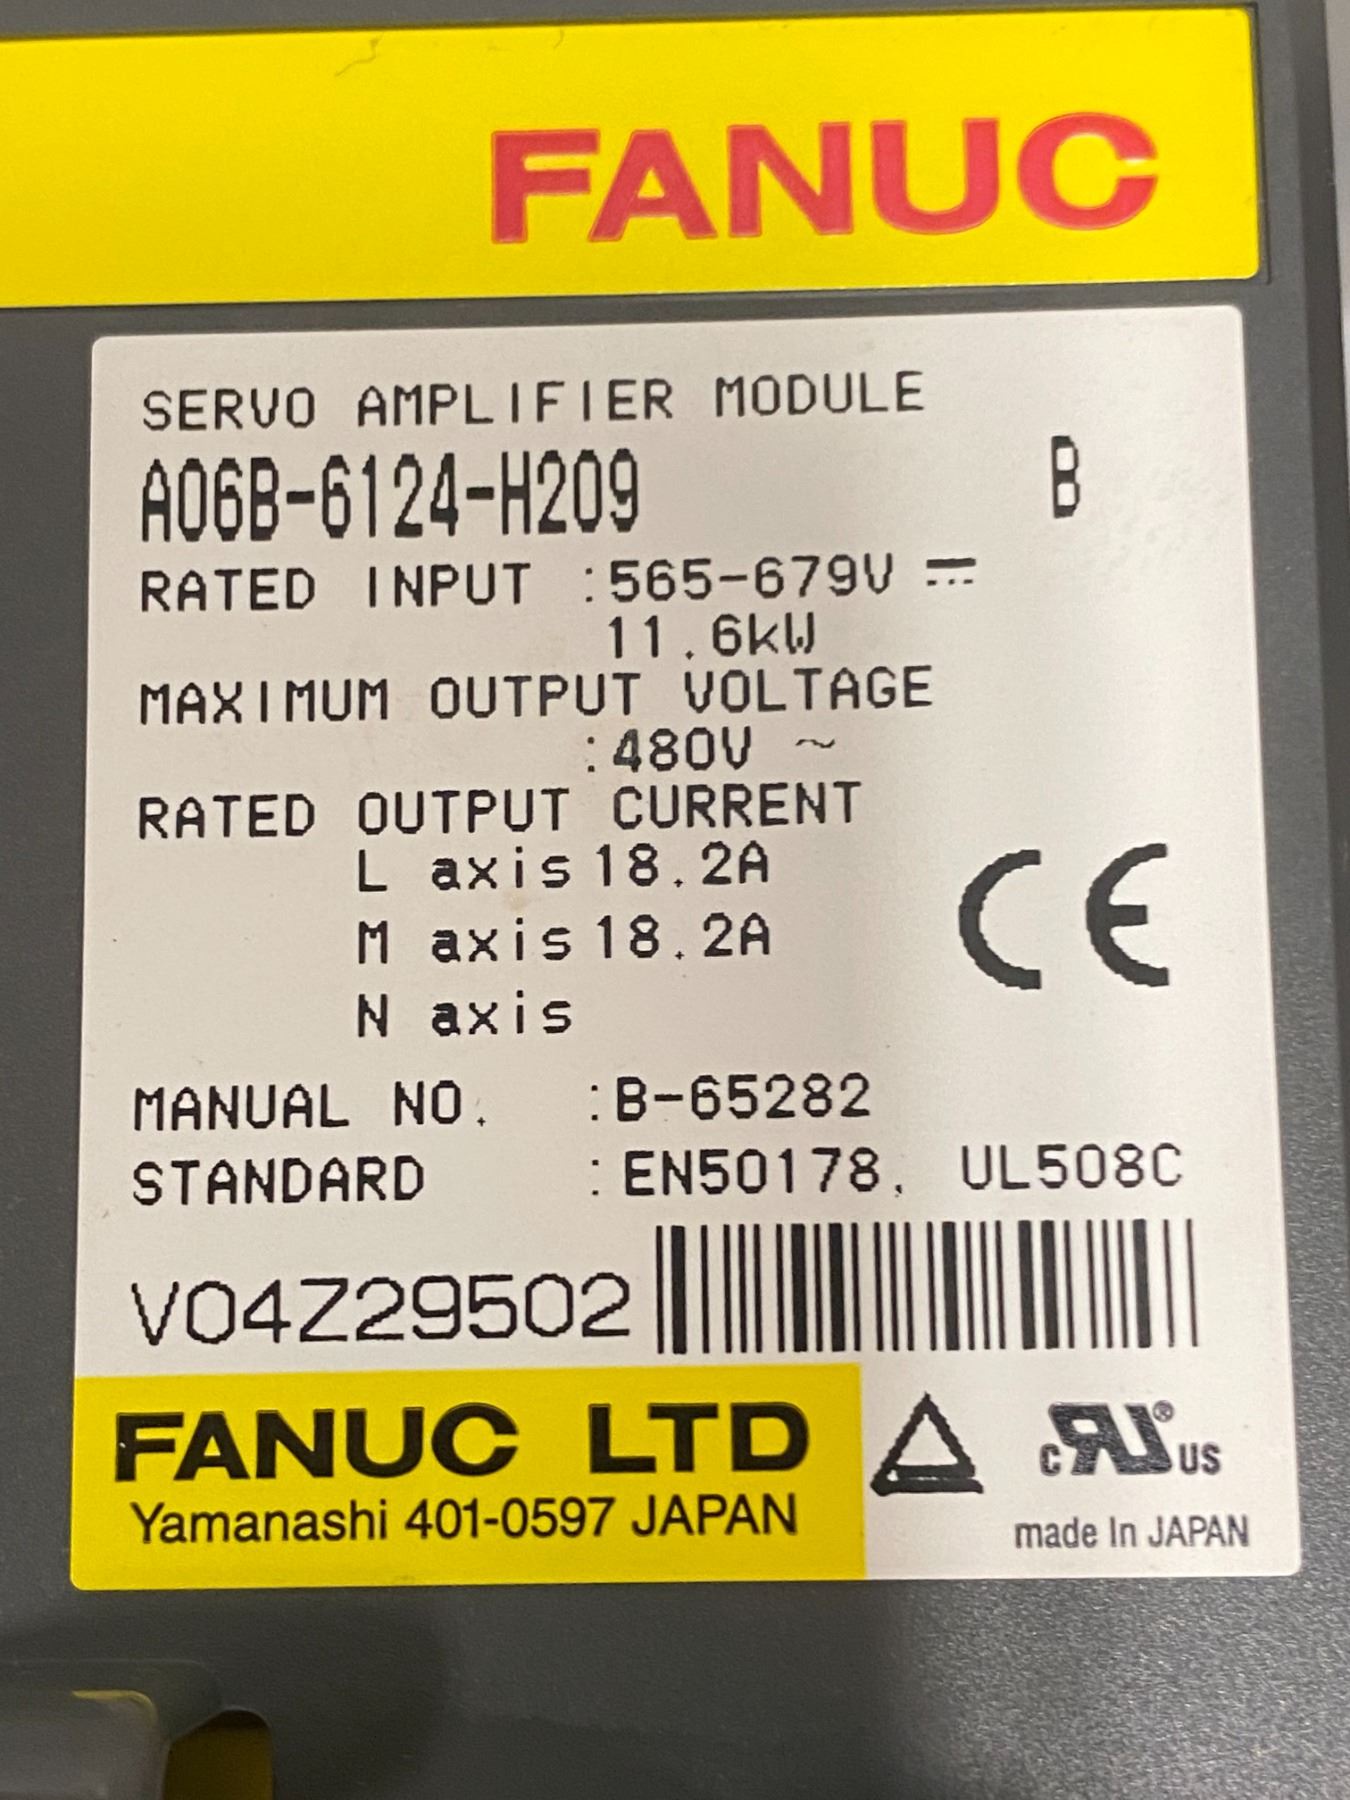 FANUC
SERVO AMPLIFIER MODULE
A06B-6124-H209 B
RATED INPUT :565-679V ⎓
11.6kW
MAXIMUM OUTPUT VOLTAGE
:480V ~
RATED OUTPUT CURRENT
L axis 18.2A
M axis 18.2A
N axis
CE
MANUAL NO. :B-65282
STANDARD :EN50178, UL508C
V04Z29502
FANUC LTD
Yamanashi 401-0597 JAPAN
c RU ® US
made In JAPAN